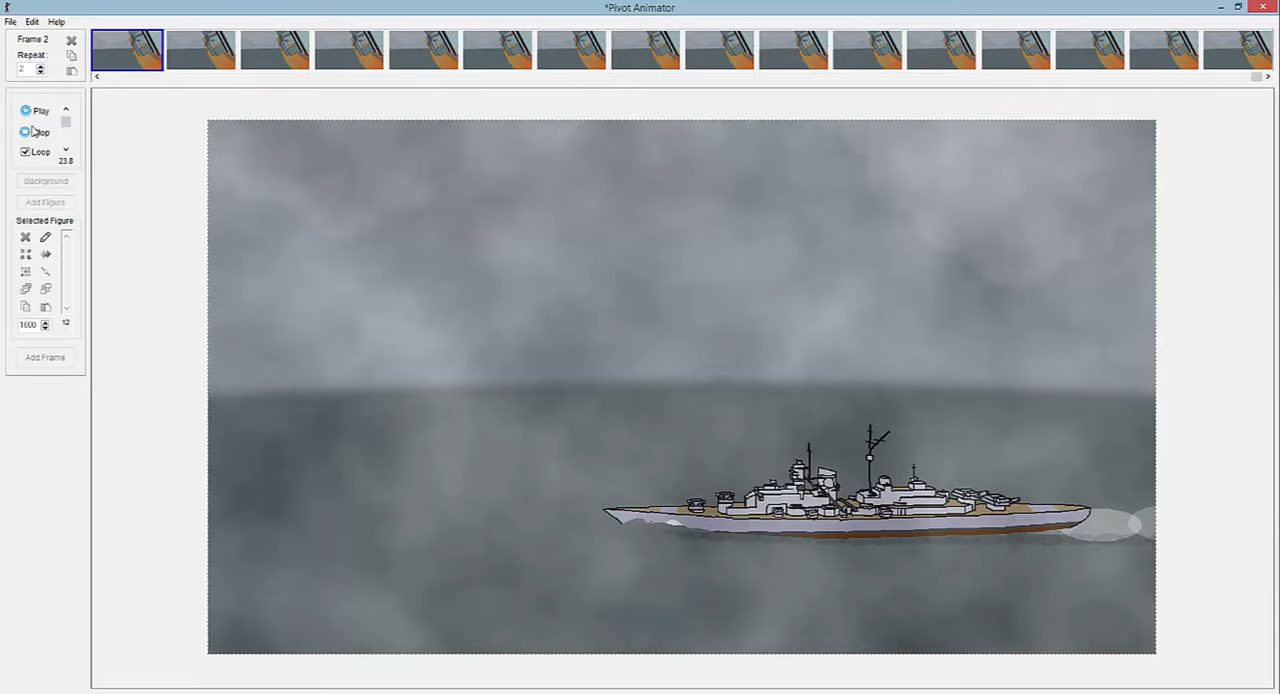 *Pivot Animator
File Edit Help
Frame 2
Repeat:
2
Play
Loop
23.8
Background
Add Figure
Selected Figure
1600
12
Add Frame